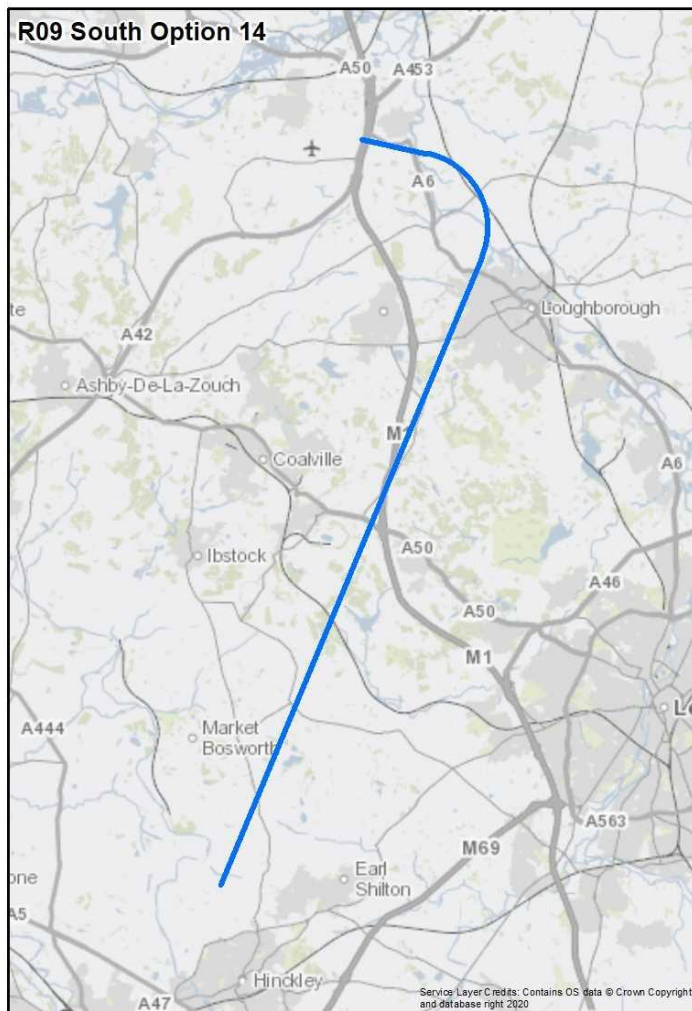 R09 South Option 14
A50
A453
A6
Loughborough
A42
Ashby-De-La-Zouch
M1
Coalville
A6
Ibstock
A50
A46
A50
M1
A444
Market
Bosworth
A563
M69
Earl
Shilton
A5
Hinckley
A47
Service Layer Credits: Contains OS data © Crown Copyright
and database right 2020